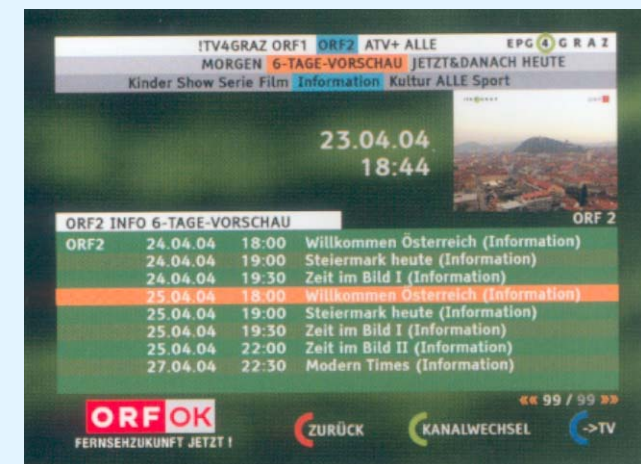 !TV4GRAZ ORF1 ORF2 ATV+ ALLE EPG 4 GRAZ
MORGEN 6-TAGE-VORSCHAU JETZT&DANACH HEUTE
Kinder Show Serie Film Information Kultur ALLE Sport
23.04.04
18:44
ORF 2
ORF2 INFO 6-TAGE-VORSCHAU
ORF2 24.04.04 18:00 Willkommen Österreich (Information)
24.04.04 19:00 Steiermark heute (Information)
24.04.04 19:30 Zeit im Bild I (Information)
25.04.04 18:00 Willkommen Österreich (Information)
25.04.04 19:00 Steiermark heute (Information)
25.04.04 19:30 Zeit im Bild I (Information)
25.04.04 22:00 Zeit im Bild II (Information)
27.04.04 22:30 Modern Times (Information)
«« 99 / 99 »»
ORF OK
FERNSEHZUKUNFT JETZT !
ZURÜCK KANALWECHSEL ->TV